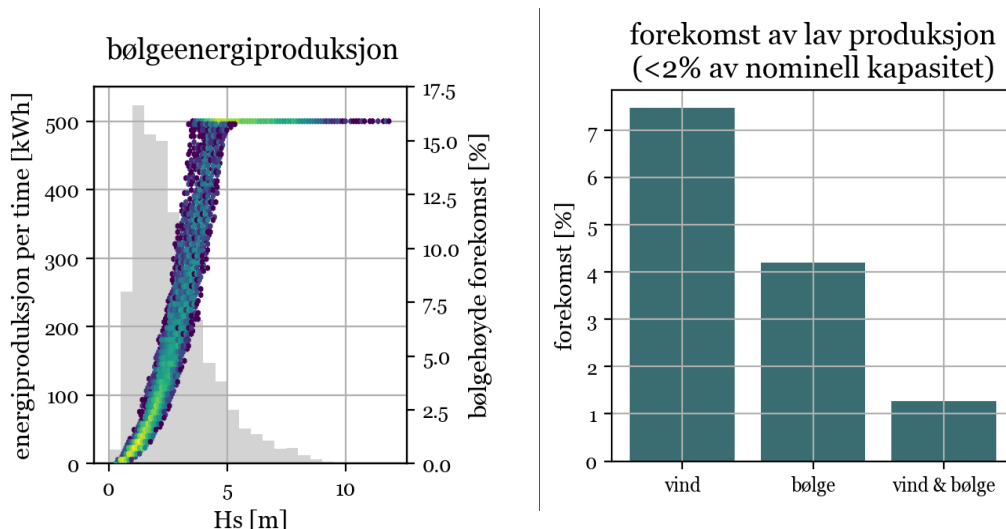 bølgeenergiproduksjon
energiproduksjon per time [kWh]
500
400
300
200
100
0
17.5
15.0
12.5
10.0
7.5
5.0
2.5
0.0
bølgehøyde forekomst [%]
0
5
10
Hs [m]
forekomst av lav produksjon
(<2% av nominell kapasitet)
forekomst [%]
7
6
5
4
3
2
1
0
vind
bølge
vind & bølge